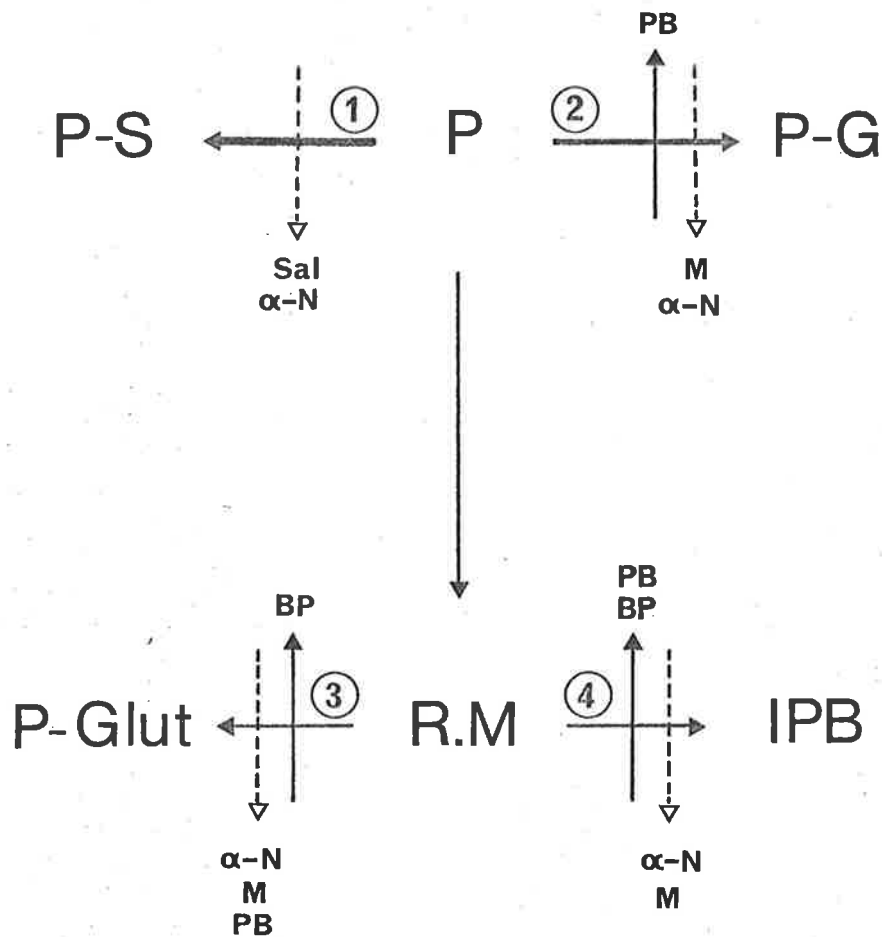 PB
P-S
1
P
2
P-G
Sal
α-N
M
α-N
PB
BP
BP
P-Glut
3
R.M
4
IPB
α-N
M
PB
α-N
M